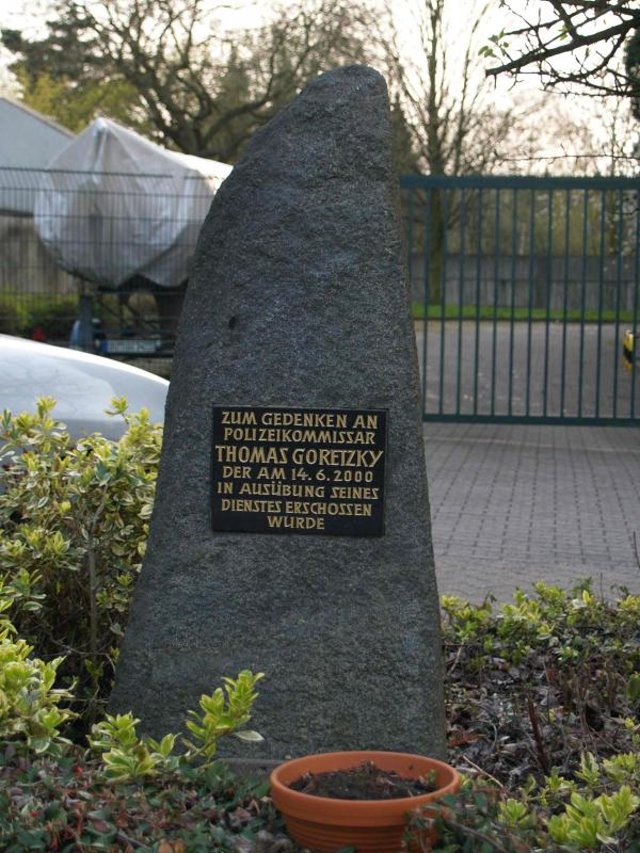 ZUM GEDENKEN AN
POLIZEIKOMMISSAR
THOMAS GORETZKY
DER AM 14.6.2000
IN AUSÜBUNG SEINES
DIENSTES ERSCHOSSEN
WURDE